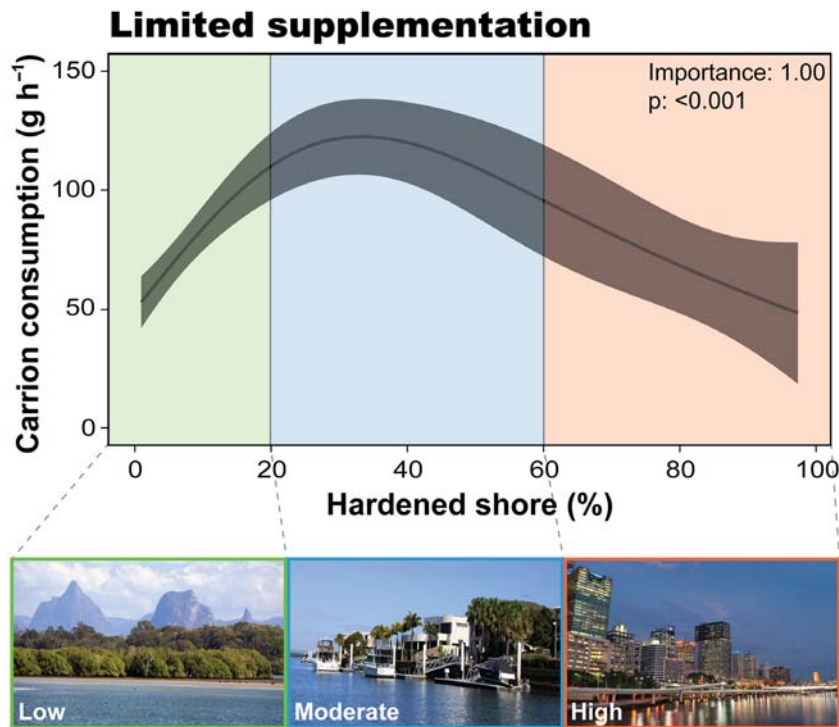 Limited supplementation
Importance: 1.00
p: <0.001
Carrion consumption (g h⁻¹)
150
100
50
0
0 20 40 60 80 100
Hardened shore (%)
Low Moderate High